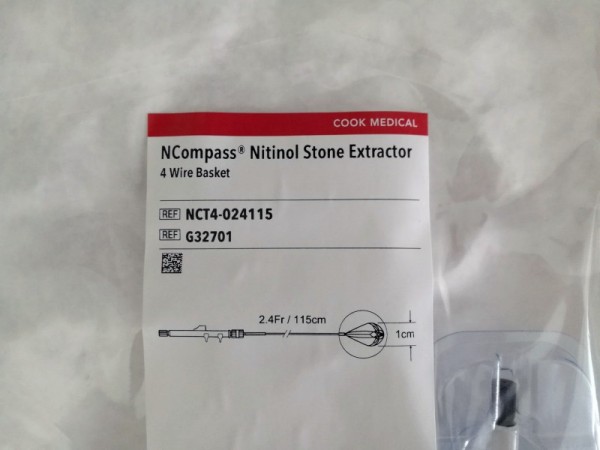 COOK MEDICAL
NCompass® Nitinol Stone Extractor
4 Wire Basket
REF NCT4-024115
REF G32701
2.4Fr / 115cm
1cm